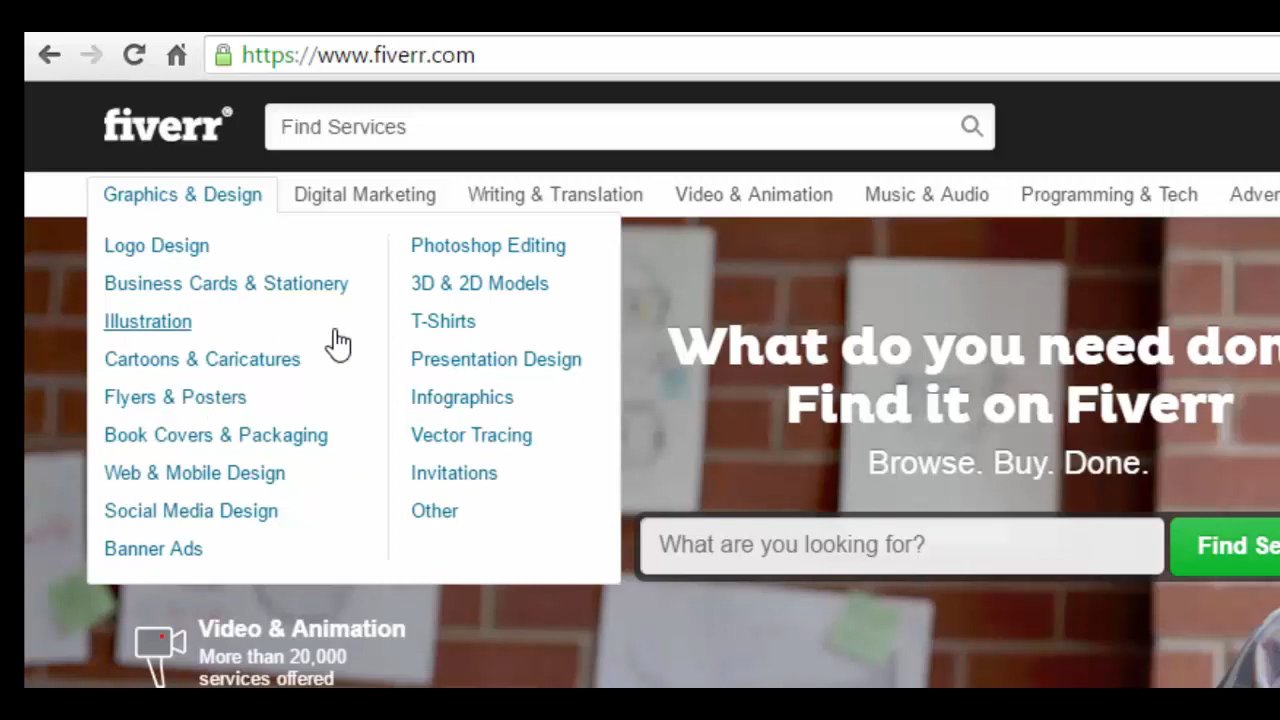 https://www.fiverr.com
fiverr®
Find Services
Graphics & Design Digital Marketing Writing & Translation Video & Animation Music & Audio Programming & Tech Adver
Logo Design
Business Cards & Stationery
Illustration
Cartoons & Caricatures
Flyers & Posters
Book Covers & Packaging
Web & Mobile Design
Social Media Design
Banner Ads
Photoshop Editing
3D & 2D Models
T-Shirts
Presentation Design
Infographics
Vector Tracing
Invitations
Other
What do you need don
Find it on Fiverr
Browse. Buy. Done.
What are you looking for?
Find Se
Video & Animation
More than 20,000
services offered